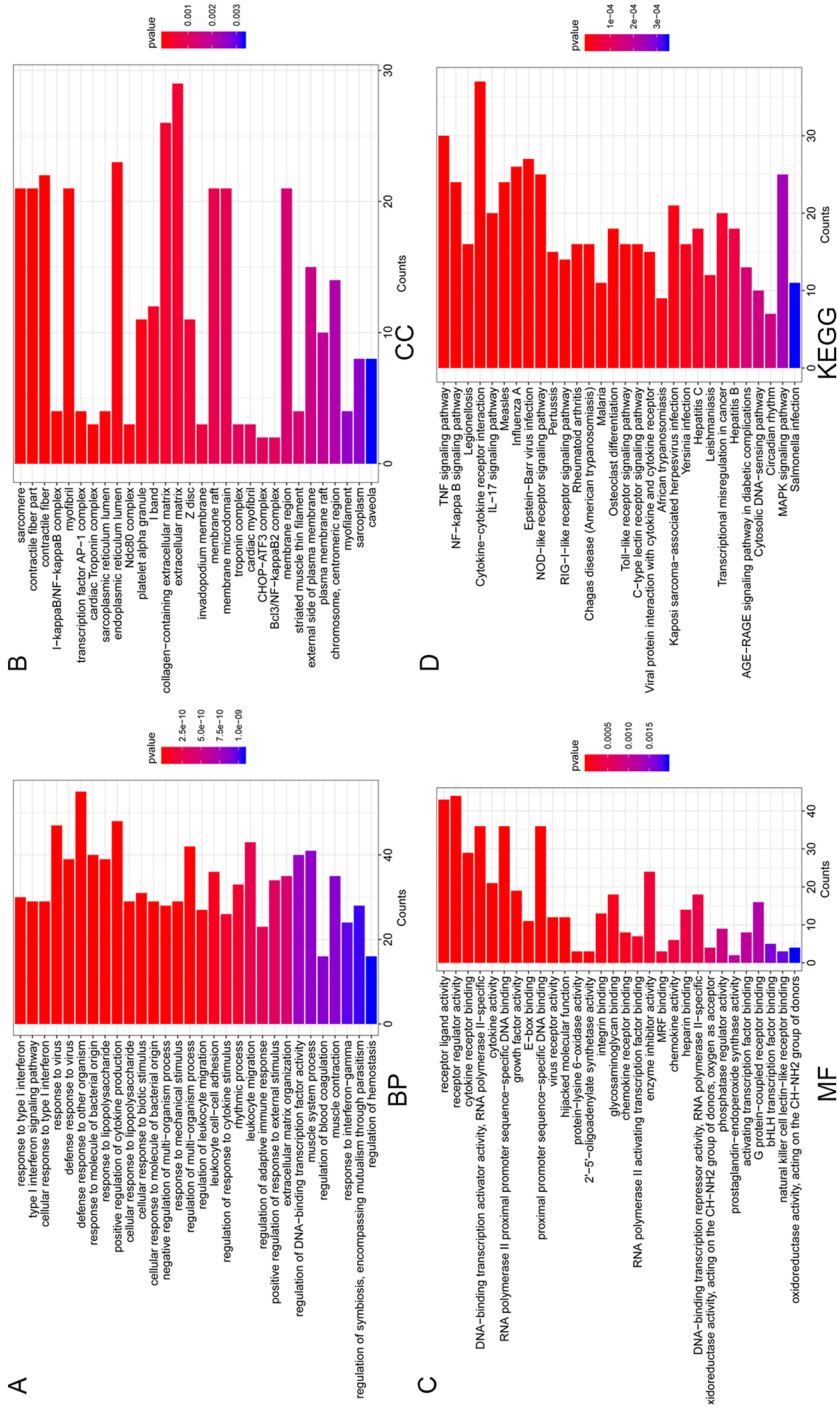 A
response to type I interferon
type I interferon signaling pathway
cellular response to type I interferon
response to virus
defense response to virus
defense response to other organism
response to molecule of bacterial origin
response to lipopolysaccharide
positive regulation of cytokine production
cellular response to lipopolysaccharide
cellular response to biotic stimulus
cellular response to molecule of bacterial origin
negative regulation of multi−organism process
response to mechanical stimulus
regulation of multi−organism process
regulation of leukocyte migration
leukocyte cell−cell adhesion
regulation of response to cytokine stimulus
rhythmic process
leukocyte migration
regulation of adaptive immune response
positive regulation of response to external stimulus
extracellular matrix organization
regulation of DNA−binding transcription factor activity
muscle system process
regulation of blood coagulation
muscle contraction
response to interferon−gamma
regulation of symbiosis, encompassing mutualism through parasitism
regulation of hemostasis
0
20
40
Counts
BP
pvalue
2.5e−10
5.0e−10
7.5e−10
1.0e−09
B
sarcomere
contractile fiber part
contractile fiber
I−kappaB/NF−kappaB complex
myofibril
transcription factor AP−1 complex
cardiac Troponin complex
sarcoplasmic reticulum lumen
endoplasmic reticulum lumen
Ndc80 complex
platelet alpha granule
I band
collagen−containing extracellular matrix
extracellular matrix
Z disc
invadopodium membrane
membrane raft
membrane microdomain
troponin complex
cardiac myofibril
CHOP−ATF3 complex
Bcl3/NF−kappaB2 complex
membrane region
striated muscle thin filament
external side of plasma membrane
plasma membrane raft
chromosome, centromeric region
myofilament
sarcoplasm
caveola
0
10
20
30
Counts
CC
pvalue
0.001
0.002
0.003
C
receptor ligand activity
receptor regulator activity
cytokine receptor binding
DNA−binding transcription activator activity, RNA polymerase II−specific
cytokine activity
RNA polymerase II proximal promoter sequence−specific DNA binding
growth factor activity
E−box binding
proximal promoter sequence−specific DNA binding
virus receptor activity
hijacked molecular function
protein−lysine 6−oxidase activity
2'−5'−oligoadenylate synthetase activity
integrin binding
glycosaminoglycan binding
chemokine receptor binding
RNA polymerase II activating transcription factor binding
enzyme inhibitor activity
MRF binding
chemokine activity
heparin binding
DNA−binding transcription repressor activity, RNA polymerase II−specific
oxidoreductase activity, acting on the CH−NH2 group of donors, oxygen as acceptor
phosphatase regulator activity
prostaglandin−endoperoxide synthase activity
activating transcription factor binding
G protein−coupled receptor binding
bHLH transcription factor binding
natural killer cell lectin−like receptor binding
oxidoreductase activity, acting on the CH−NH2 group of donors
0
10
20
30
40
Counts
MF
pvalue
0.0005
0.0010
0.0015
D
TNF signaling pathway
NF−kappa B signaling pathway
Legionellosis
Cytokine−cytokine receptor interaction
IL−17 signaling pathway
Measles
Influenza A
Epstein−Barr virus infection
NOD−like receptor signaling pathway
Pertussis
RIG−I−like receptor signaling pathway
Rheumatoid arthritis
Chagas disease (American trypanosomiasis)
Malaria
Osteoclast differentiation
Toll−like receptor signaling pathway
C−type lectin receptor signaling pathway
Viral protein interaction with cytokine and cytokine receptor
African trypanosomiasis
Kaposi sarcoma−associated herpesvirus infection
Yersinia infection
Hepatitis C
Leishmaniasis
Transcriptional misregulation in cancer
Hepatitis B
AGE−RAGE signaling pathway in diabetic complications
Cytosolic DNA−sensing pathway
Circadian rhythm
MAPK signaling pathway
Salmonella infection
0
10
20
30
Counts
KEGG
pvalue
1e−04
2e−04
3e−04